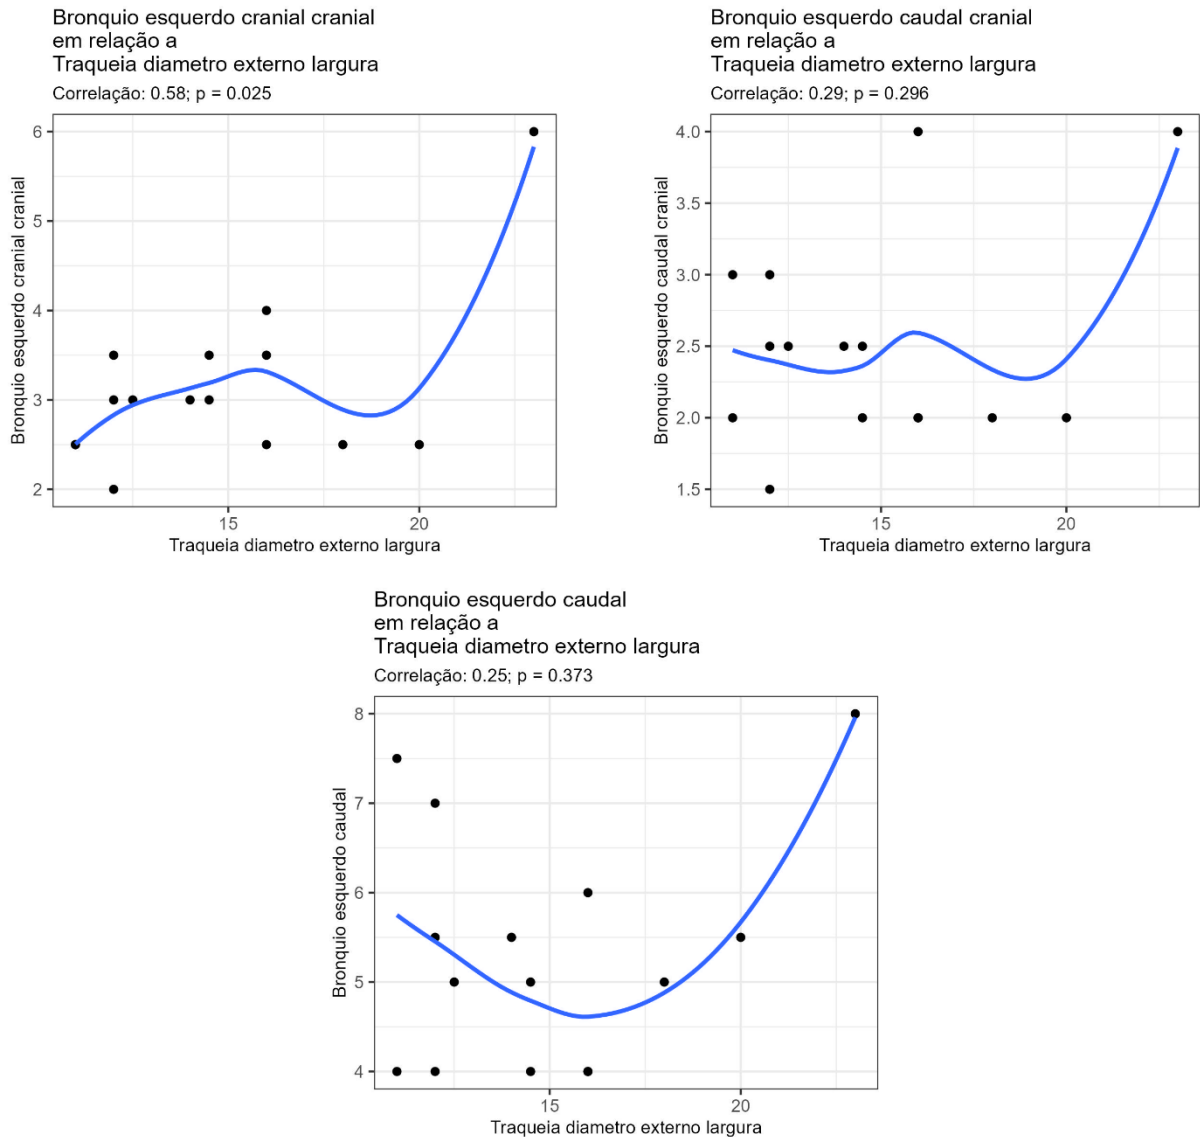 Bronquio esquerdo cranial cranial
em relação a
Traqueia diametro externo largura
Correlação: 0.58; p = 0.025
6
5
4
3
2
Bronquio esquerdo cranial cranial
15
20
Traqueia diametro externo largura
Bronquio esquerdo caudal cranial
em relação a
Traqueia diametro externo largura
Correlação: 0.29; p = 0.296
4.0
3.5
3.0
2.5
2.0
1.5
Bronquio esquerdo caudal cranial
15
20
Traqueia diametro externo largura
Bronquio esquerdo caudal
em relação a
Traqueia diametro externo largura
Correlação: 0.25; p = 0.373
8
7
6
5
4
Bronquio esquerdo caudal
15
20
Traqueia diametro externo largura